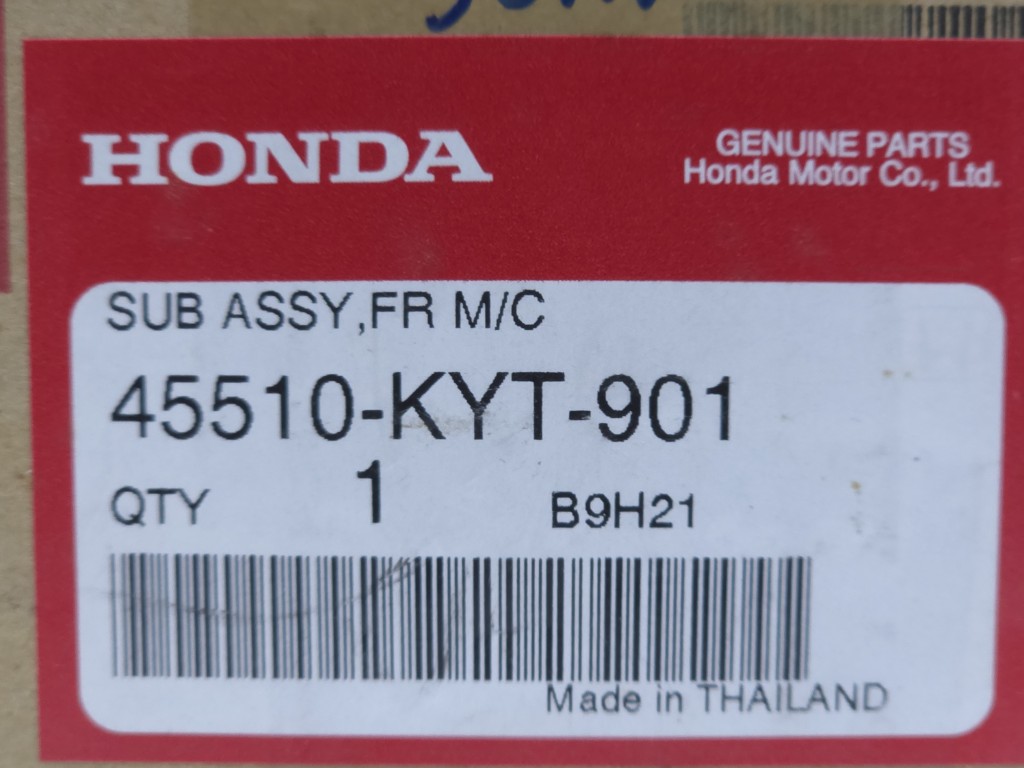 HONDA
GENUINE PARTS
Honda Motor Co., Ltd.
SUB ASSY,FR M/C
45510-KYT-901
QTY 1 B9H21
Made in THAILAND